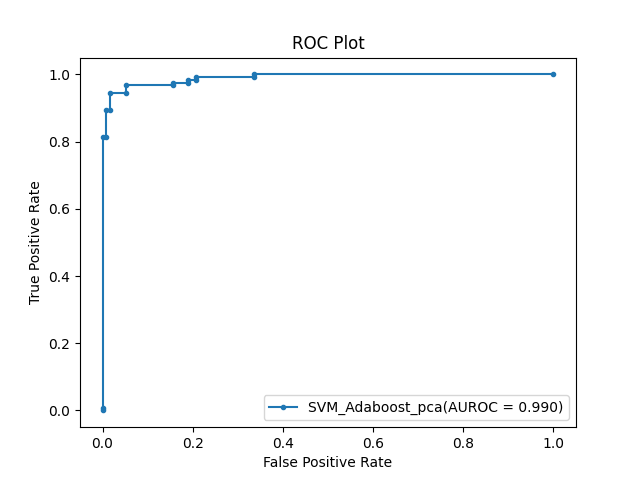 ROC Plot
1.0
0.8
0.6
0.4
0.2
0.0
True Positive Rate
SVM_Adaboost_pca(AUROC = 0.990)
0.0 0.2 0.4 0.6 0.8 1.0
False Positive Rate